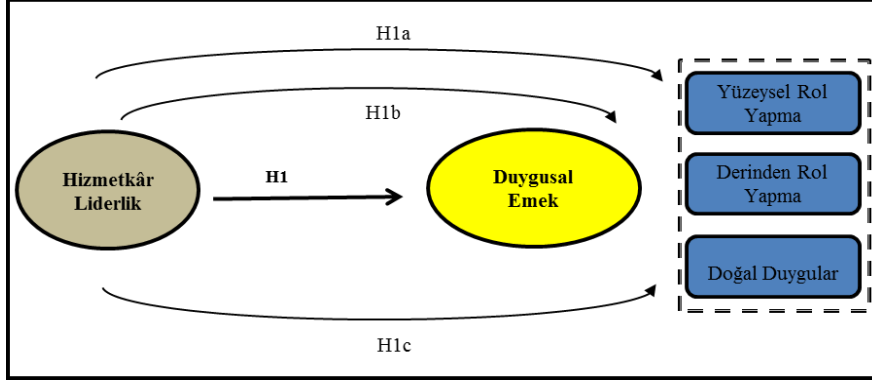 H1a
H1b
Hizmetkâr
Liderlik
H1
Duygusal
Emek
Yüzeysel Rol
Yapma
Derinden Rol
Yapma
Doğal Duygular
H1c